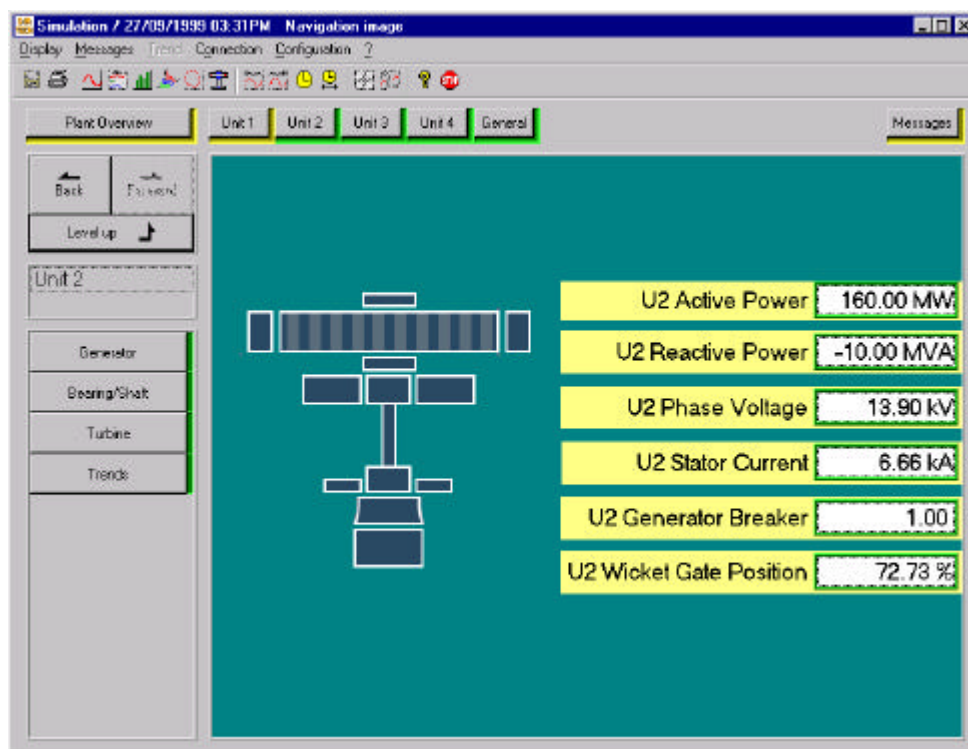 Simulation / 27/09/1999 03:31PM Navigation image
Display Messages Trend Connection Configuration ?
Plant Overview Unit 1 Unit 2 Unit 3 Unit 4 General Messages
Back Forward
Level up
Unit 2
Generator
Bearing/Shaft
Turbine
Trends
U2 Active Power 160.00 MW
U2 Reactive Power -10.00 MVA
U2 Phase Voltage 13.90 kV
U2 Stator Current 6.66 kA
U2 Generator Breaker 1.00
U2 Wicket Gate Position 72.73 %